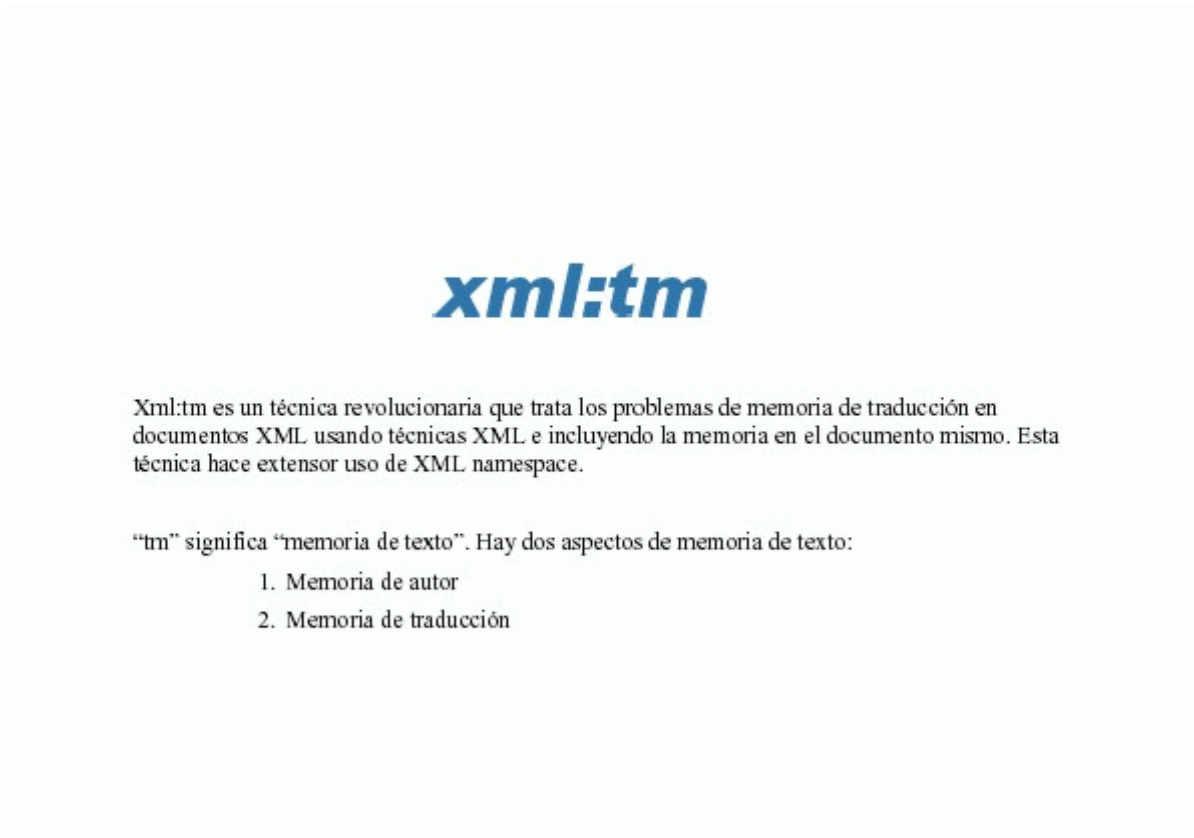 xml:tm
Xml:tm es un técnica revolucionaria que trata los problemas de memoria de traducción en
documentos XML usando técnicas XML e incluyendo la memoria en el documento mismo. Esta
técnica hace extensor uso de XML namespace.
“tm” significa “memoria de texto”. Hay dos aspectos de memoria de texto:
1. Memoria de autor
2. Memoria de traducción